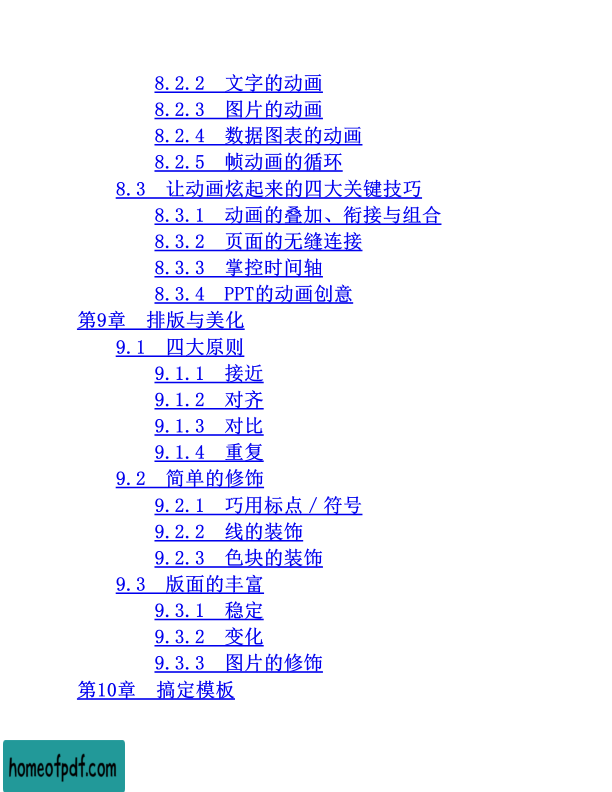 8.2.2 文字的动画
8.2.3 图片的动画
8.2.4 数据图表的动画
8.2.5 帧动画的循环
8.3 让动画炫起来的四大关键技巧
8.3.1 动画的叠加、衔接与组合
8.3.2 页面的无缝连接
8.3.3 掌控时间轴
8.3.4 PPT的动画创意
第9章 排版与美化
9.1 四大原则
9.1.1 接近
9.1.2 对齐
9.1.3 对比
9.1.4 重复
9.2 简单的修饰
9.2.1 巧用标点／符号
9.2.2 线的装饰
9.2.3 色块的装饰
9.3 版面的丰富
9.3.1 稳定
9.3.2 变化
9.3.3 图片的修饰
第10章 搞定模板
homeofpdf.com